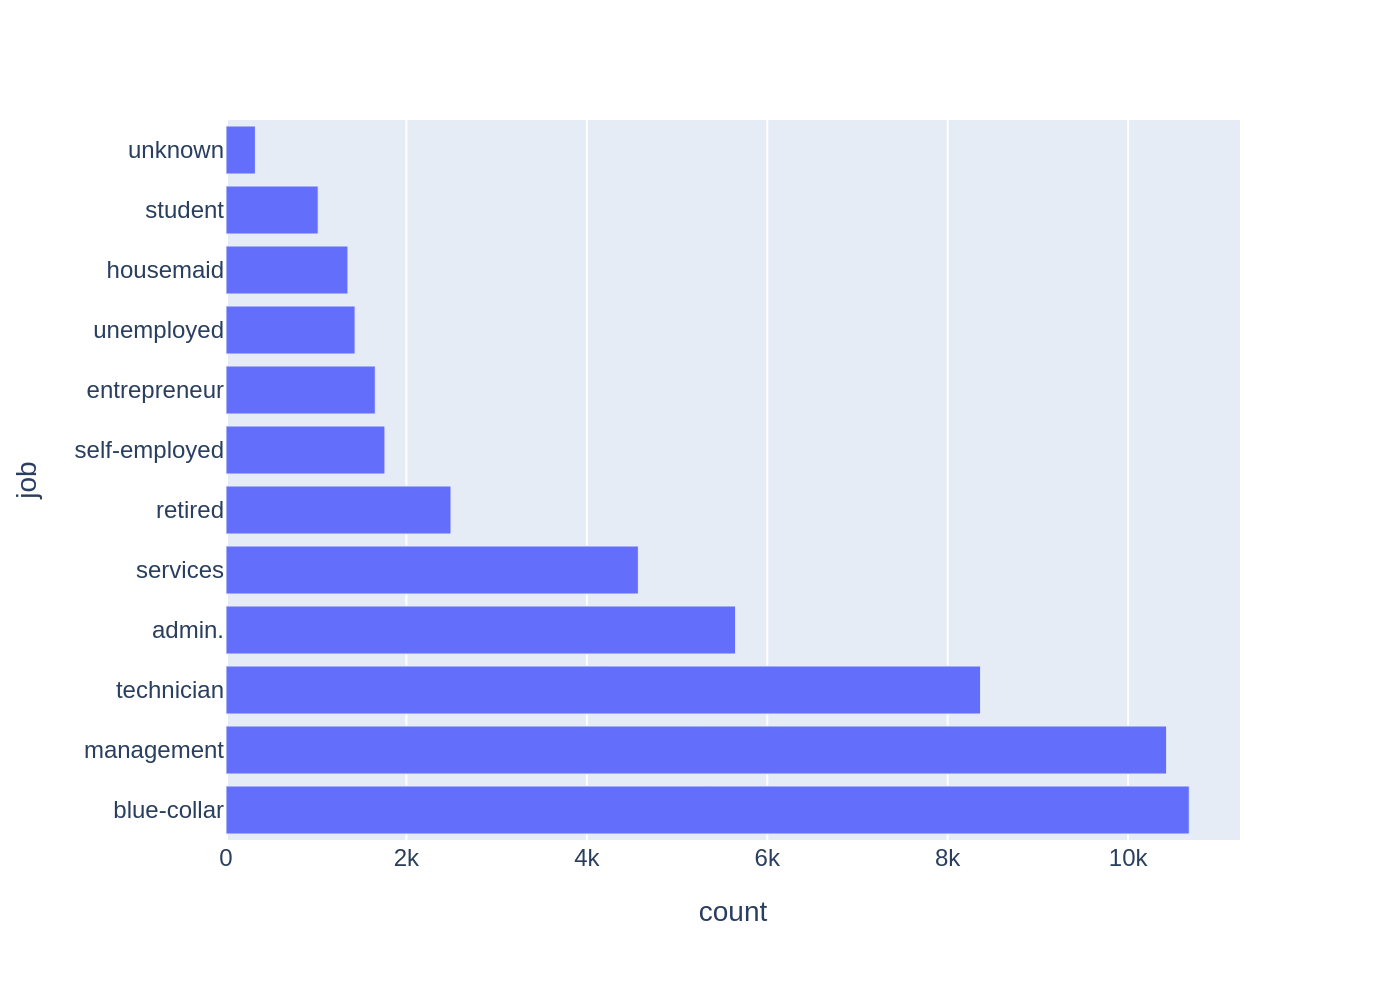 unknown
student
housemaid
unemployed
entrepreneur
self-employed
retired
services
admin.
technician
management
blue-collar
job
0 2k 4k 6k 8k 10k
count